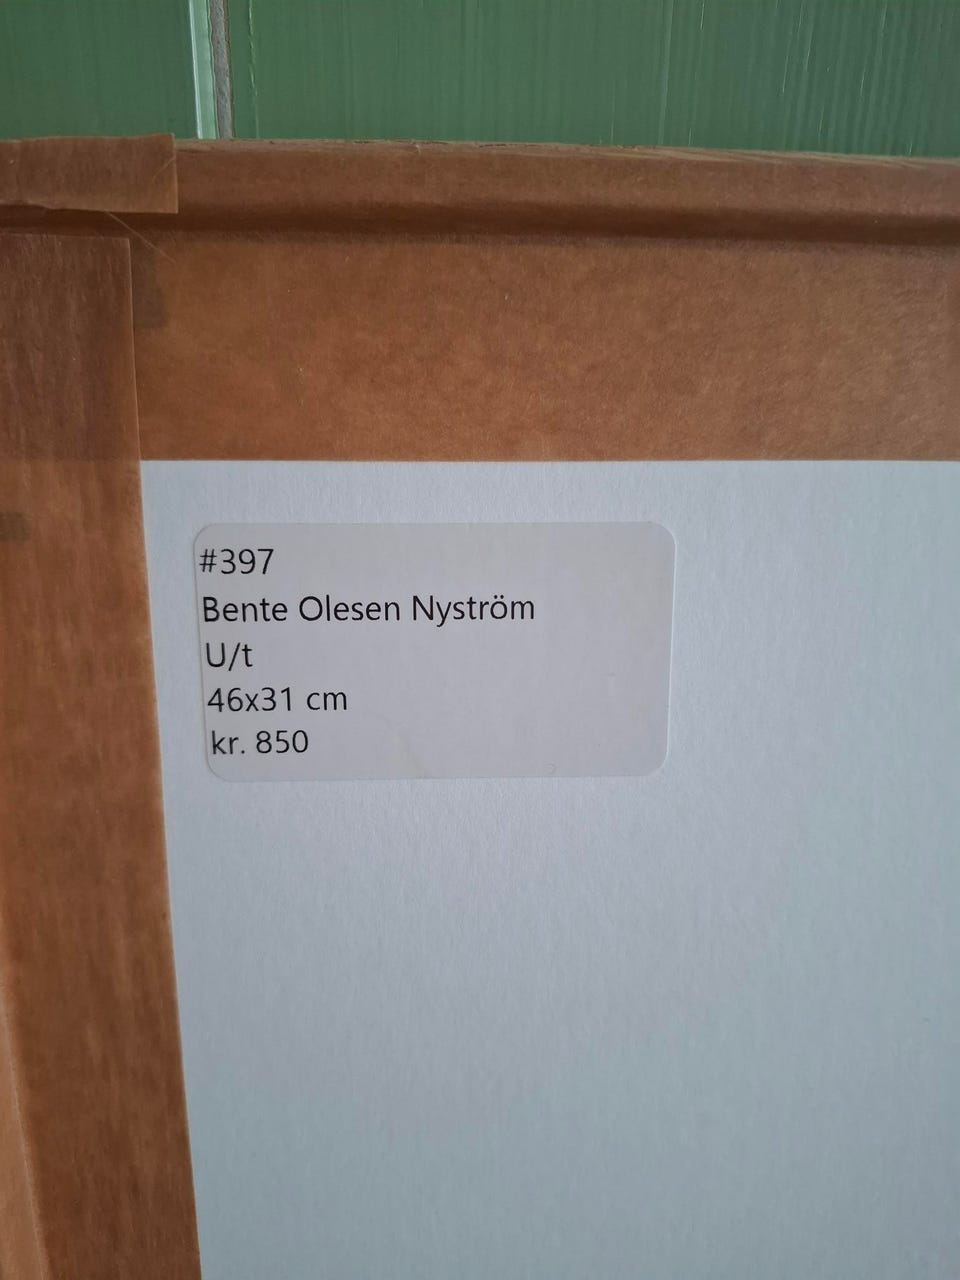 #397
Bente Olesen Nyström
U/t
46x31 cm
kr. 850